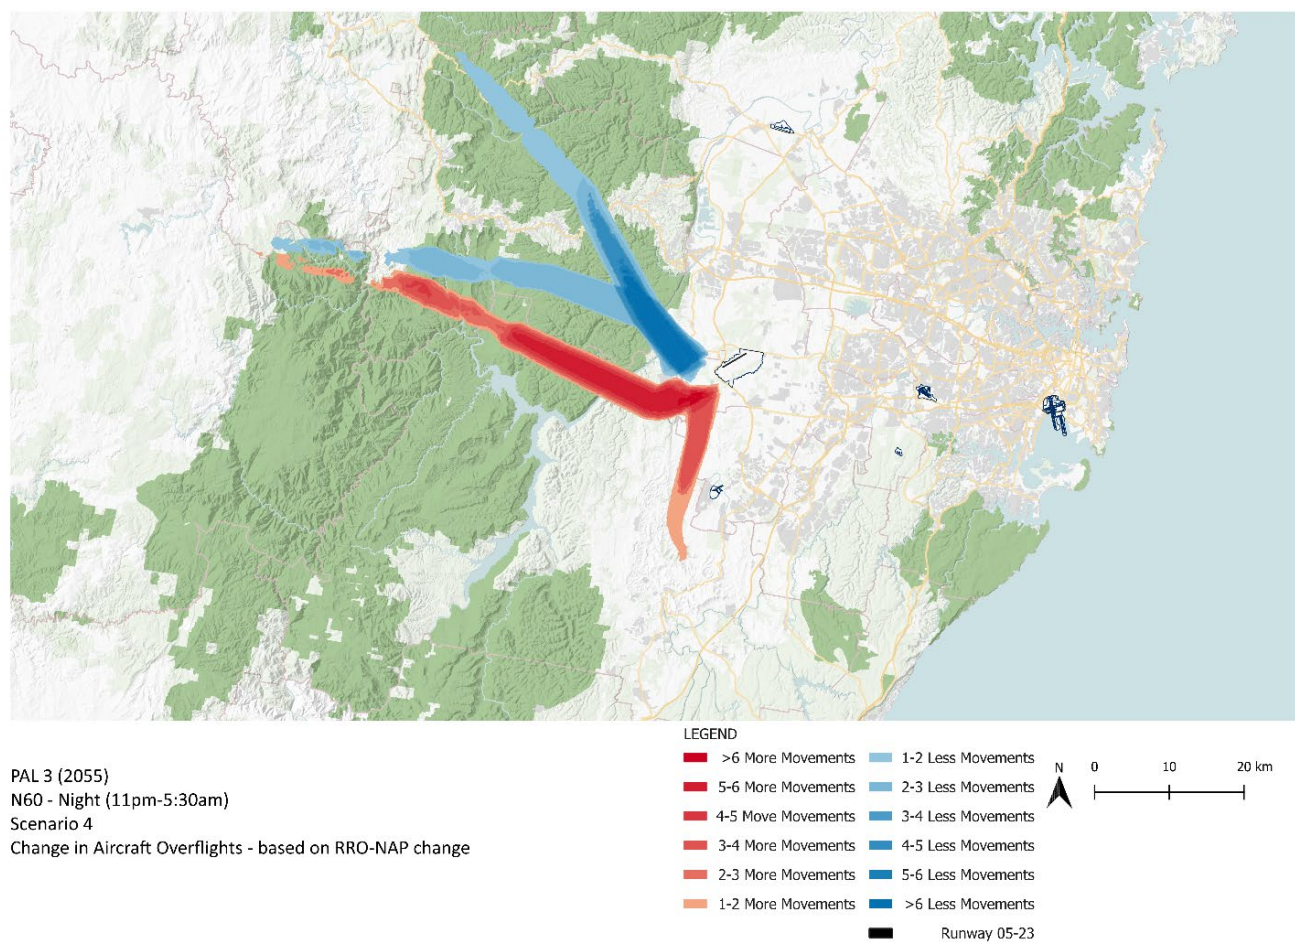 LEGEND
>6 More Movements
1-2 Less Movements
5-6 More Movements
2-3 Less Movements
4-5 Move Movements
3-4 Less Movements
3-4 More Movements
4-5 Less Movements
2-3 More Movements
5-6 Less Movements
1-2 More Movements
>6 Less Movements
Runway 05-23
N
0 10 20 km
PAL 3 (2055)
N60 - Night (11pm-5:30am)
Scenario 4
Change in Aircraft Overflights - based on RRO-NAP change